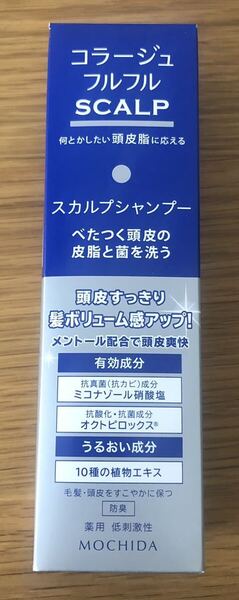 コラージュ
フルフル
SCALP
何とかしたい頭皮脂に応える
スカルプシャンプー
べたつく頭皮の
皮脂と菌を洗う
頭皮すっきり
髪ボリューム感アップ!
メントール配合で頭皮爽快
有効成分
抗真菌(抗カビ)成分
ミコナゾール硝酸塩
抗酸化・抗菌成分
オクトピロックス®
うるおい成分
10種の植物エキス
毛髪・頭皮をすこやかに保つ
防臭
薬用 低刺激性
MOCHIDA